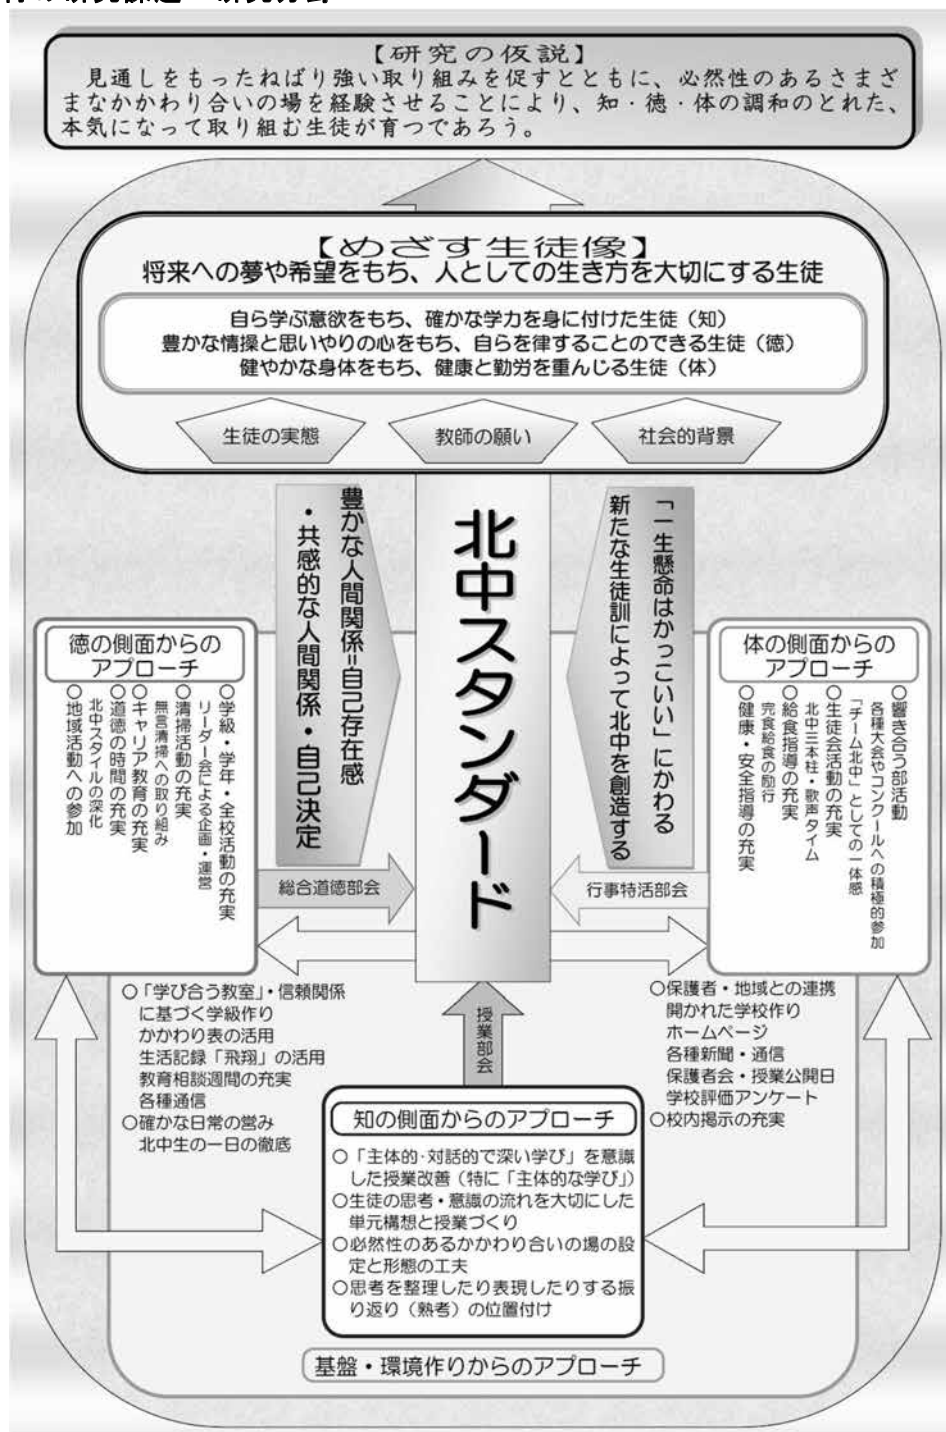 【研究の仮説】
見通しをもったねばり強い取り組みを促すとともに、必然性のあるさまざ
まなかかわり合いの場を経験させることにより、知・徳・体の調和のとれた、
本気になって取り組む生徒が育つであろう。
【めざす生徒像】
将来への夢や希望をもち、人としての生き方を大切にする生徒
自ら学ぶ意欲をもち、確かな学力を身に付けた生徒（知）
豊かな情操と思いやりの心をもち、自らを律することのできる生徒（徳）
健やかな身体をもち、健康と勤労を重んじる生徒（体）
生徒の実態
教師の願い
社会的背景
「一生懸命はかっこいい」にかわる
新たな生徒訓によって北中を創造する
北中スタンダード
豊かな人間関係=自己存在感
・共感的な人間関係・自己決定
体の側面からの
アプローチ
○響き合う部活動
各種大会やコンクールへの積極的参加
「チーム北中」としての一体感
○生徒会活動の充実
北中三本柱・歌声タイム
○給食指導の充実
完食給食の励行
○健康・安全指導の充実
徳の側面からの
アプローチ
○学級・学年・全校活動の充実
リーダー会による企画・運営
○清掃活動の充実
無言清掃への取り組み
○キャリア教育の充実
○道徳の時間の充実
北中スタイルの深化
○地域活動への参加
総合道徳部会
行事特活部会
授業部会
○「学び合う教室」・信頼関係
に基づく学級作り
かかわり表の活用
生活記録「飛翔」の活用
教育相談週間の充実
各種通信
○確かな日常の営み
北中生の一日の徹底
○保護者・地域との連携
開かれた学校作り
ホームページ
各種新聞・通信
保護者会・授業公開日
学校評価アンケート
○校内掲示の充実
知の側面からのアプローチ
○「主体的･対話的で深い学び」を意識
した授業改善（特に「主体的な学び」）
○生徒の思考・意識の流れを大切にした
単元構想と授業づくり
○必然性のあるかかわり合いの場の設
定と形態の工夫
○思考を整理したり表現したりする振
り返り（熟考）の位置付け
基盤・環境作りからのアプローチ